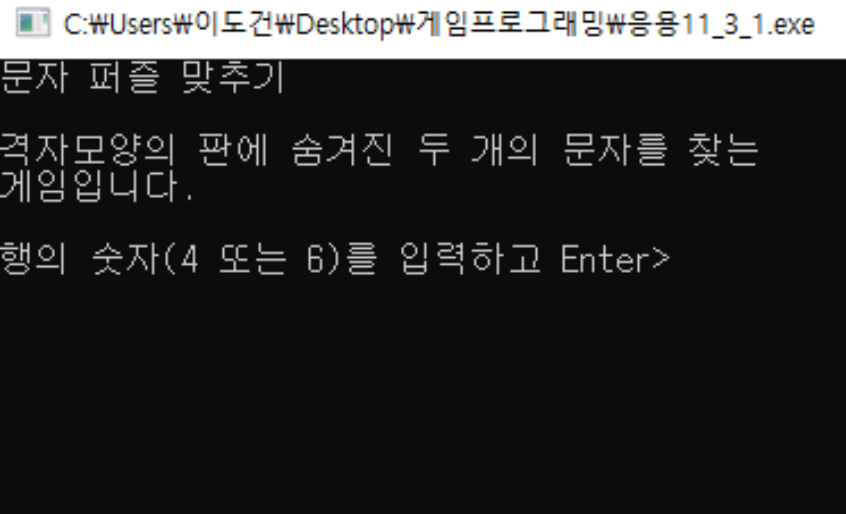 C:₩Users₩이도건₩Desktop₩게임프로그래밍₩응용11_3_1.exe
문자 퍼즐 맞추기
격자모양의 판에 숨겨진 두 개의 문자를 찾는
게임입니다.
행의 숫자(4 또는 6)를 입력하고 Enter>